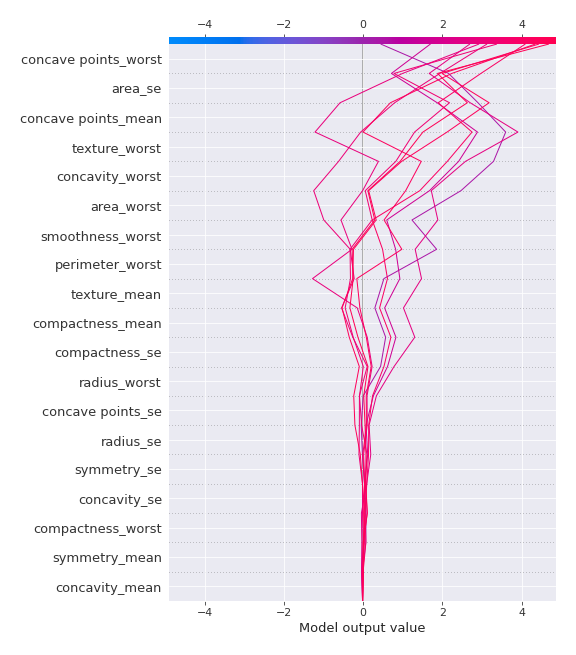 −4 −2 0 2 4
concave points_worst
area_se
concave points_mean
texture_worst
concavity_worst
area_worst
smoothness_worst
perimeter_worst
texture_mean
compactness_mean
compactness_se
radius_worst
concave points_se
radius_se
symmetry_se
concavity_se
compactness_worst
symmetry_mean
concavity_mean
−4 −2 0 2 4
Model output value